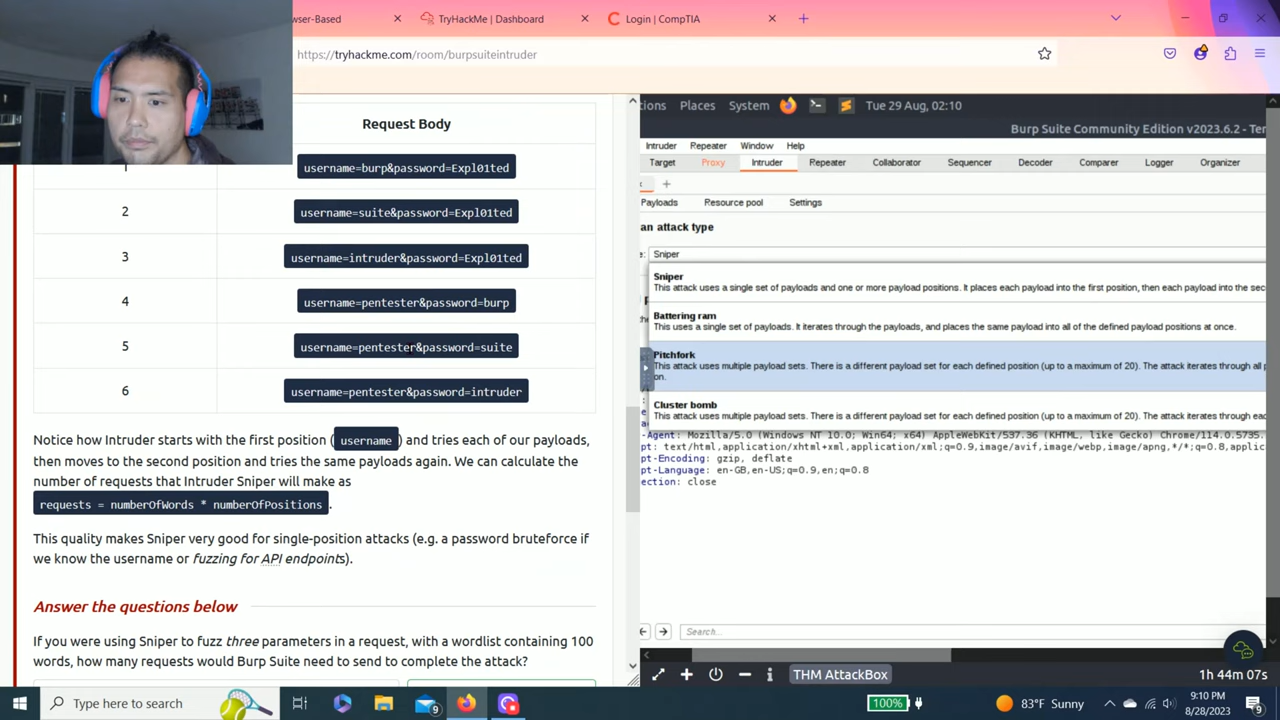 wser-Based
TryHackMe | Dashboard
Login | CompTIA
https://tryhackme.com/room/burpsuiteintruder
Request Body
1
username=burp&password=Expl01ted
2
username=suite&password=Expl01ted
3
username=intruder&password=Expl01ted
4
username=pentester&password=burp
5
username=pentester&password=suite
6
username=pentester&password=intruder
Notice how Intruder starts with the first position ( username ) and tries each of our payloads,
then moves to the second position and tries the same payloads again. We can calculate the
number of requests that Intruder Sniper will make as
requests = numberOfWords * numberOfPositions .
This quality makes Sniper very good for single-position attacks (e.g. a password bruteforce if
we know the username or fuzzing for API endpoints).
Answer the questions below
If you were using Sniper to fuzz three parameters in a request, with a wordlist containing 100
words, how many requests would Burp Suite need to send to complete the attack?
tions Places System Tue 29 Aug, 02:10
Burp Suite Community Edition v2023.6.2 - Ter
Intruder Repeater Window Help
Target Proxy Intruder Repeater Collaborator Sequencer Decoder Comparer Logger Organizer
x +
Payloads Resource pool Settings
an attack type
e: Sniper
Sniper
This attack uses a single set of payloads and one or more payload positions. It places each payload into the first position, then each payload into the sec
Battering ram
This uses a single set of payloads. It iterates through the payloads, and places the same payload into all of the defined payload positions at once.
Pitchfork
This attack uses multiple payload sets. There is a different payload set for each defined position (up to a maximum of 20). The attack iterates through all p
on.
Cluster bomb
This attack uses multiple payload sets. There is a different payload set for each defined position (up to a maximum of 20). The attack iterates through eac
-Agent: Mozilla/5.0 (Windows NT 10.0; Win64; x64) AppleWebKit/537.36 (KHTML, like Gecko) Chrome/114.0.5735.
pt: text/html,application/xhtml+xml,application/xml;q=0.9,image/avif,image/webp,image/apng,*/*;q=0.8,applic
pt-Encoding: gzip, deflate
pt-Language: en-GB,en-US;q=0.9,en;q=0.8
ection: close
Search...
THM AttackBox
1h 44m 07s
Type here to search
9
100%
83°F Sunny
9:10 PM
8/28/2023
9